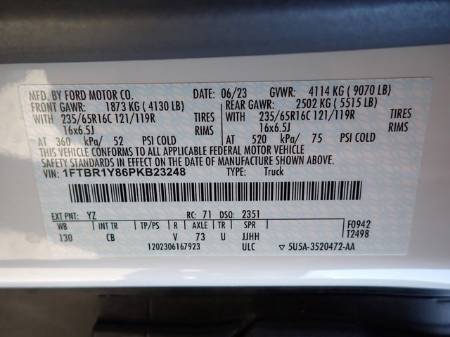 MFD. BY FORD MOTOR CO. 06/23 GVWR: 4114 KG ( 9070 LB)
FRONT GAWR: 1873 KG ( 4130 LB) REAR GAWR: 2502 KG ( 5515 LB)
WITH 235/65R16C 121/119R TIRES WITH 235/65R16C 121/119R TIRES
16x6.5J RIMS 16x6.5J RIMS
AT 360 kPa/ 52 PSI COLD AT 520 kPa/ 75 PSI COLD
THIS VEHICLE CONFORMS TO ALL APPLICABLE FEDERAL MOTOR VEHICLE
SAFETY STANDARDS IN EFFECT ON THE DATE OF MANUFACTURE SHOWN ABOVE.
VIN: 1FTBR1Y86PKB23248 TYPE: Truck
EXT PNT: YZ RC: 71 DSO: 2351
WB INT TR TP/PS R AXLE TR SPR F0942
130 CB V 73 U JJHH T2498
1202306167923 ULC ▽ 5U5A-3520472-AA